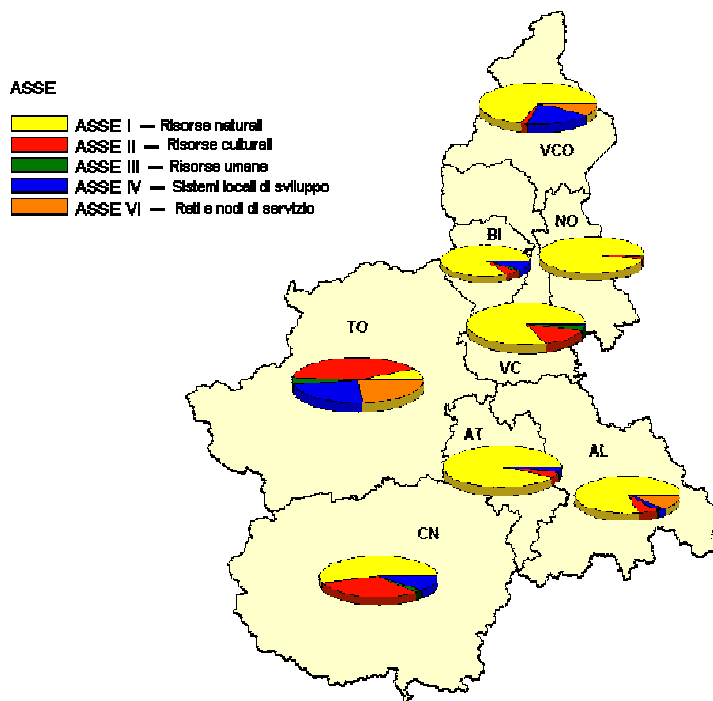 ASSE
ASSE I — Risorse naturali
ASSE II — Risorse culturali
ASSE III — Risorse umane
ASSE IV — Sistemi locali di sviluppo
ASSE VI — Reti e nodi di servizio
VCO
NO
BI
TO
VC
AT
AL
CN